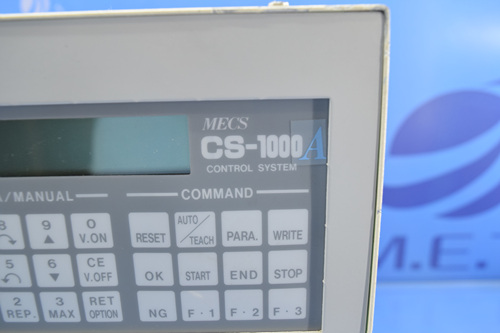 MECS
CS-1000 A
CONTROL SYSTEM
A/MANUAL
COMMAND
8 9 0 V.ON
RESET AUTO/TEACH PARA. WRITE
5 6 CE V.OFF
OK START END STOP
2 REP. 3 MAX RET OPTION
NG F·1 F·2 F·3
M.E.T